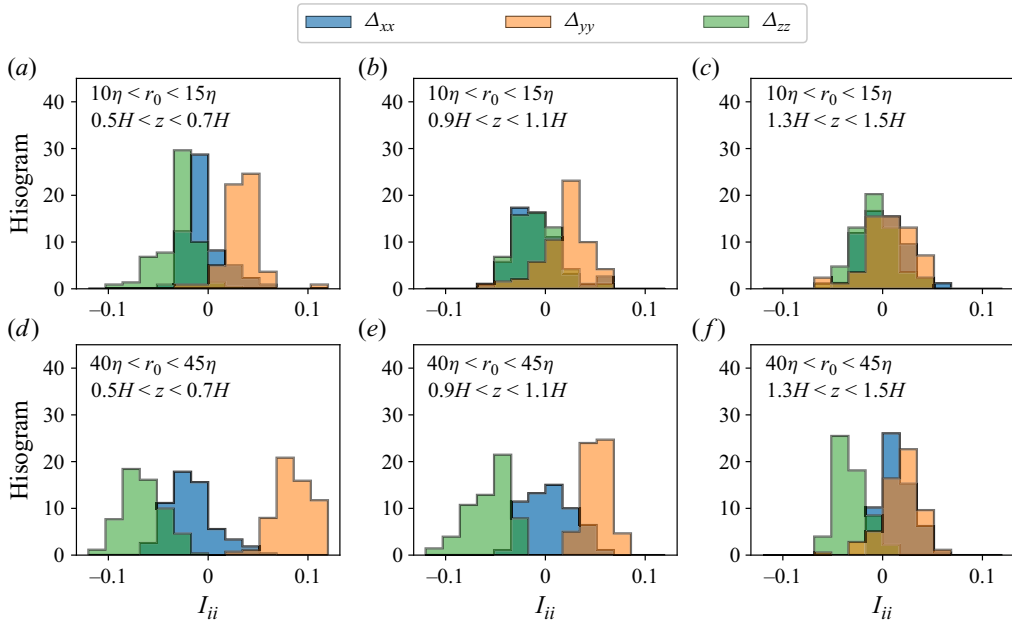 Δxx Δyy Δzz
(a) (b) (c)
10η < r0 < 15η
0.5H < z < 0.7H
10η < r0 < 15η
0.9H < z < 1.1H
10η < r0 < 15η
1.3H < z < 1.5H
Hisogram
40
30
20
10
0
–0.1 0 0.1
40
30
20
10
0
–0.1 0 0.1
40
30
20
10
0
–0.1 0 0.1
(d) (e) (f)
40η < r0 < 45η
0.5H < z < 0.7H
40η < r0 < 45η
0.9H < z < 1.1H
40η < r0 < 45η
1.3H < z < 1.5H
Hisogram
40
30
20
10
0
–0.1 0 0.1
Iii
40
30
20
10
0
–0.1 0 0.1
Iii
40
30
20
10
0
–0.1 0 0.1
Iii